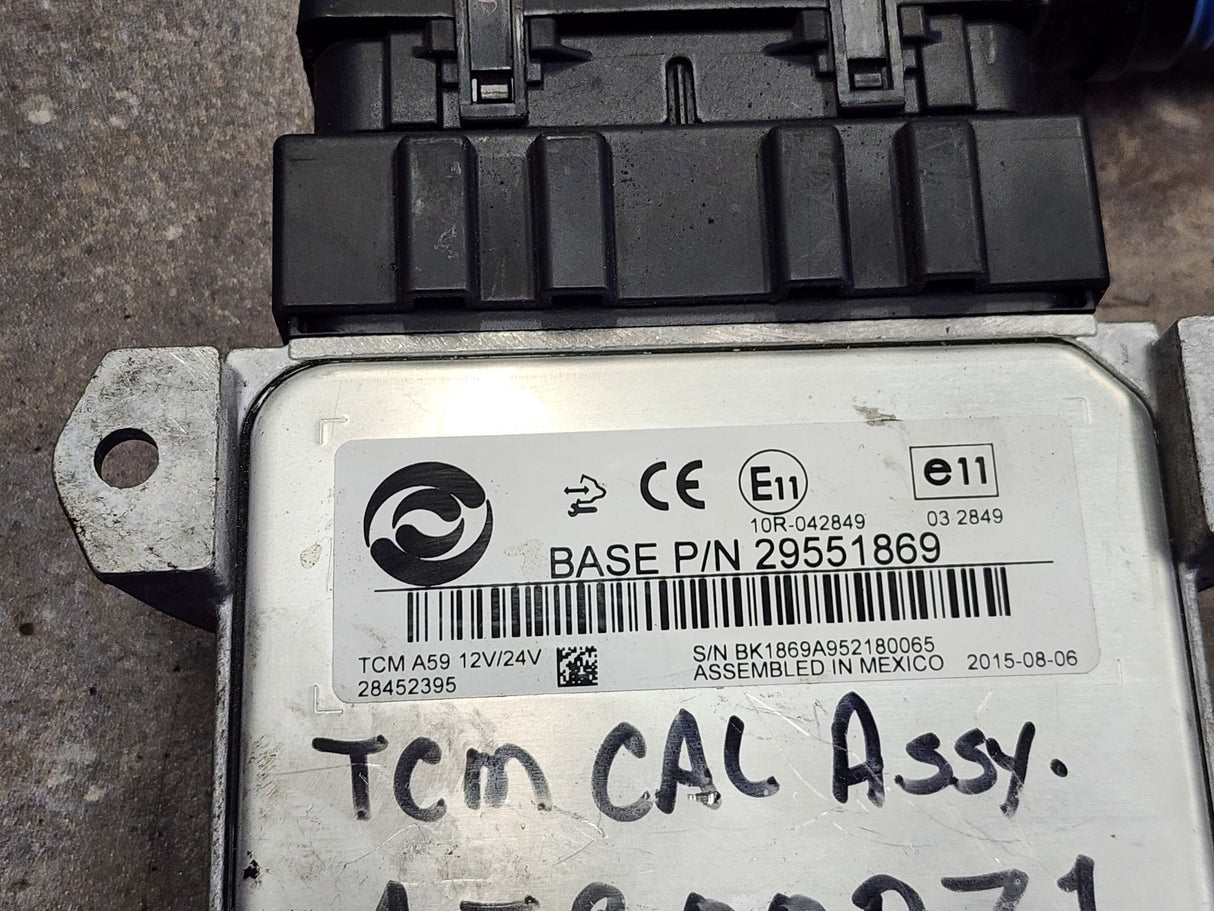 CE E11 e11
10R-042849 03 2849
BASE P/N 29551869
TCM A59 12V/24V S/N BK1869A952180065
28452395 ASSEMBLED IN MEXICO 2015-08-06
TCM CAL Assy.